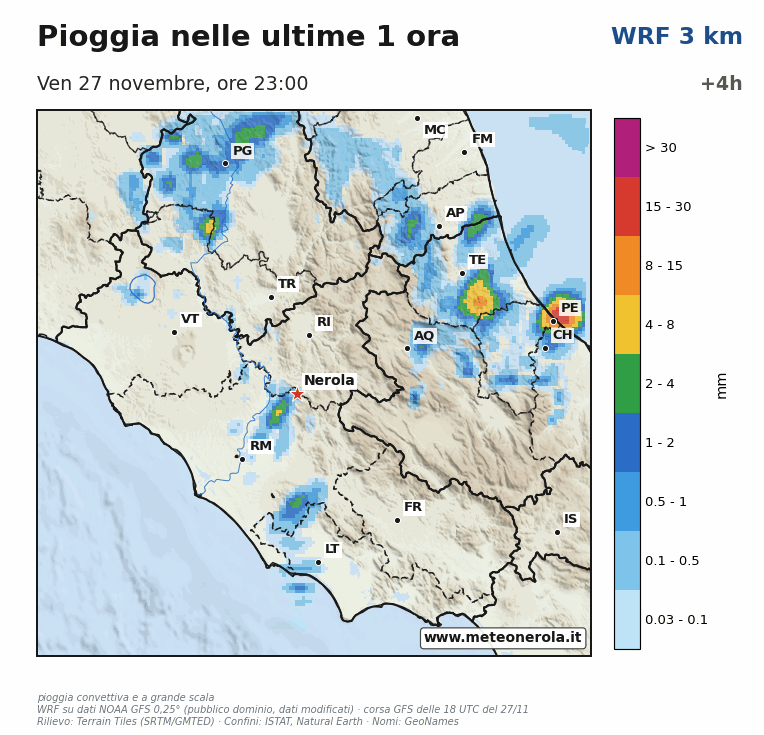 Pioggia nelle ultime 1 ora
WRF 3 km
Ven 27 novembre, ore 23:00
+4h
MC
FM
PG
AP
TE
TR
PE
VT
RI
AQ
CH
Nerola
RM
FR
IS
LT
www.meteonerola.it
> 30
15 - 30
8 - 15
4 - 8
2 - 4
1 - 2
0.5 - 1
0.1 - 0.5
0.03 - 0.1
mm
pioggia convettiva e a grande scala
WRF su dati NOAA GFS 0,25° (pubblico dominio, dati modificati) · corsa GFS delle 18 UTC del 27/11
Rilievo: Terrain Tiles (SRTM/GMTED) · Confini: ISTAT, Natural Earth · Nomi: GeoNames